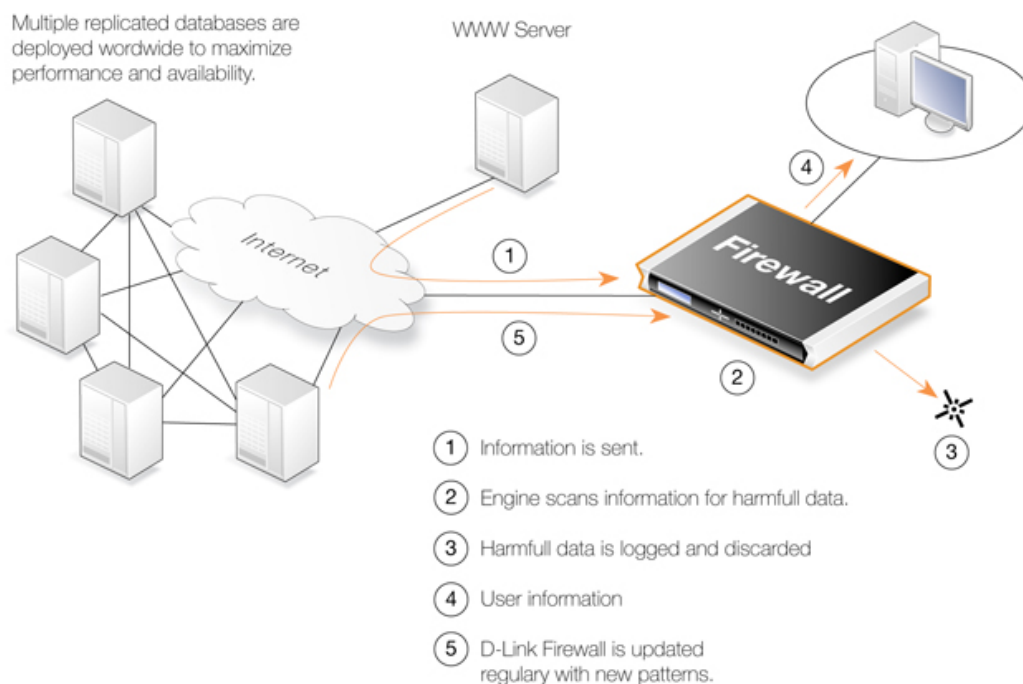 Multiple replicated databases are
deployed wordwide to maximize
performance and availability.
WWW Server
Internet
Firewall
4
1
5
2
3
1 Information is sent.
2 Engine scans information for harmfull data.
3 Harmfull data is logged and discarded
4 User information
5 D-Link Firewall is updated
regulary with new patterns.